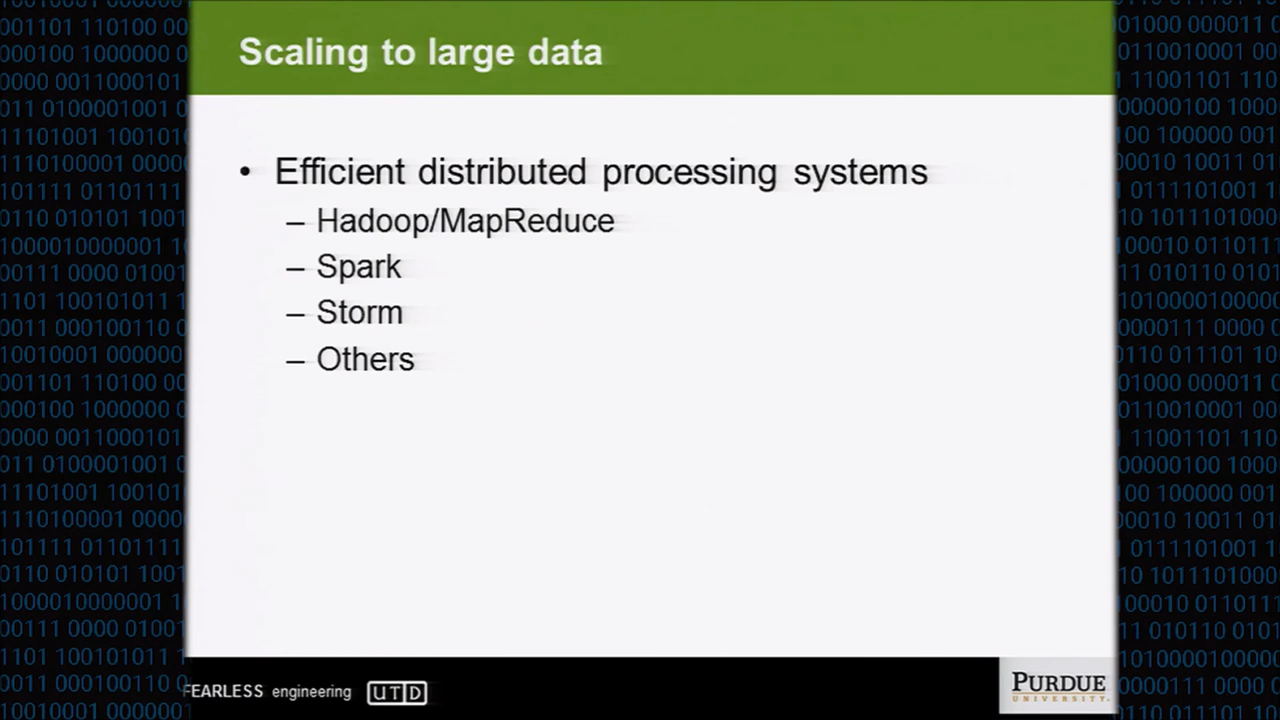 Scaling to large data
• Efficient distributed processing systems
– Hadoop/MapReduce
– Spark
– Storm
– Others
FEARLESS engineering UTD
PURDUE
UNIVERSITY